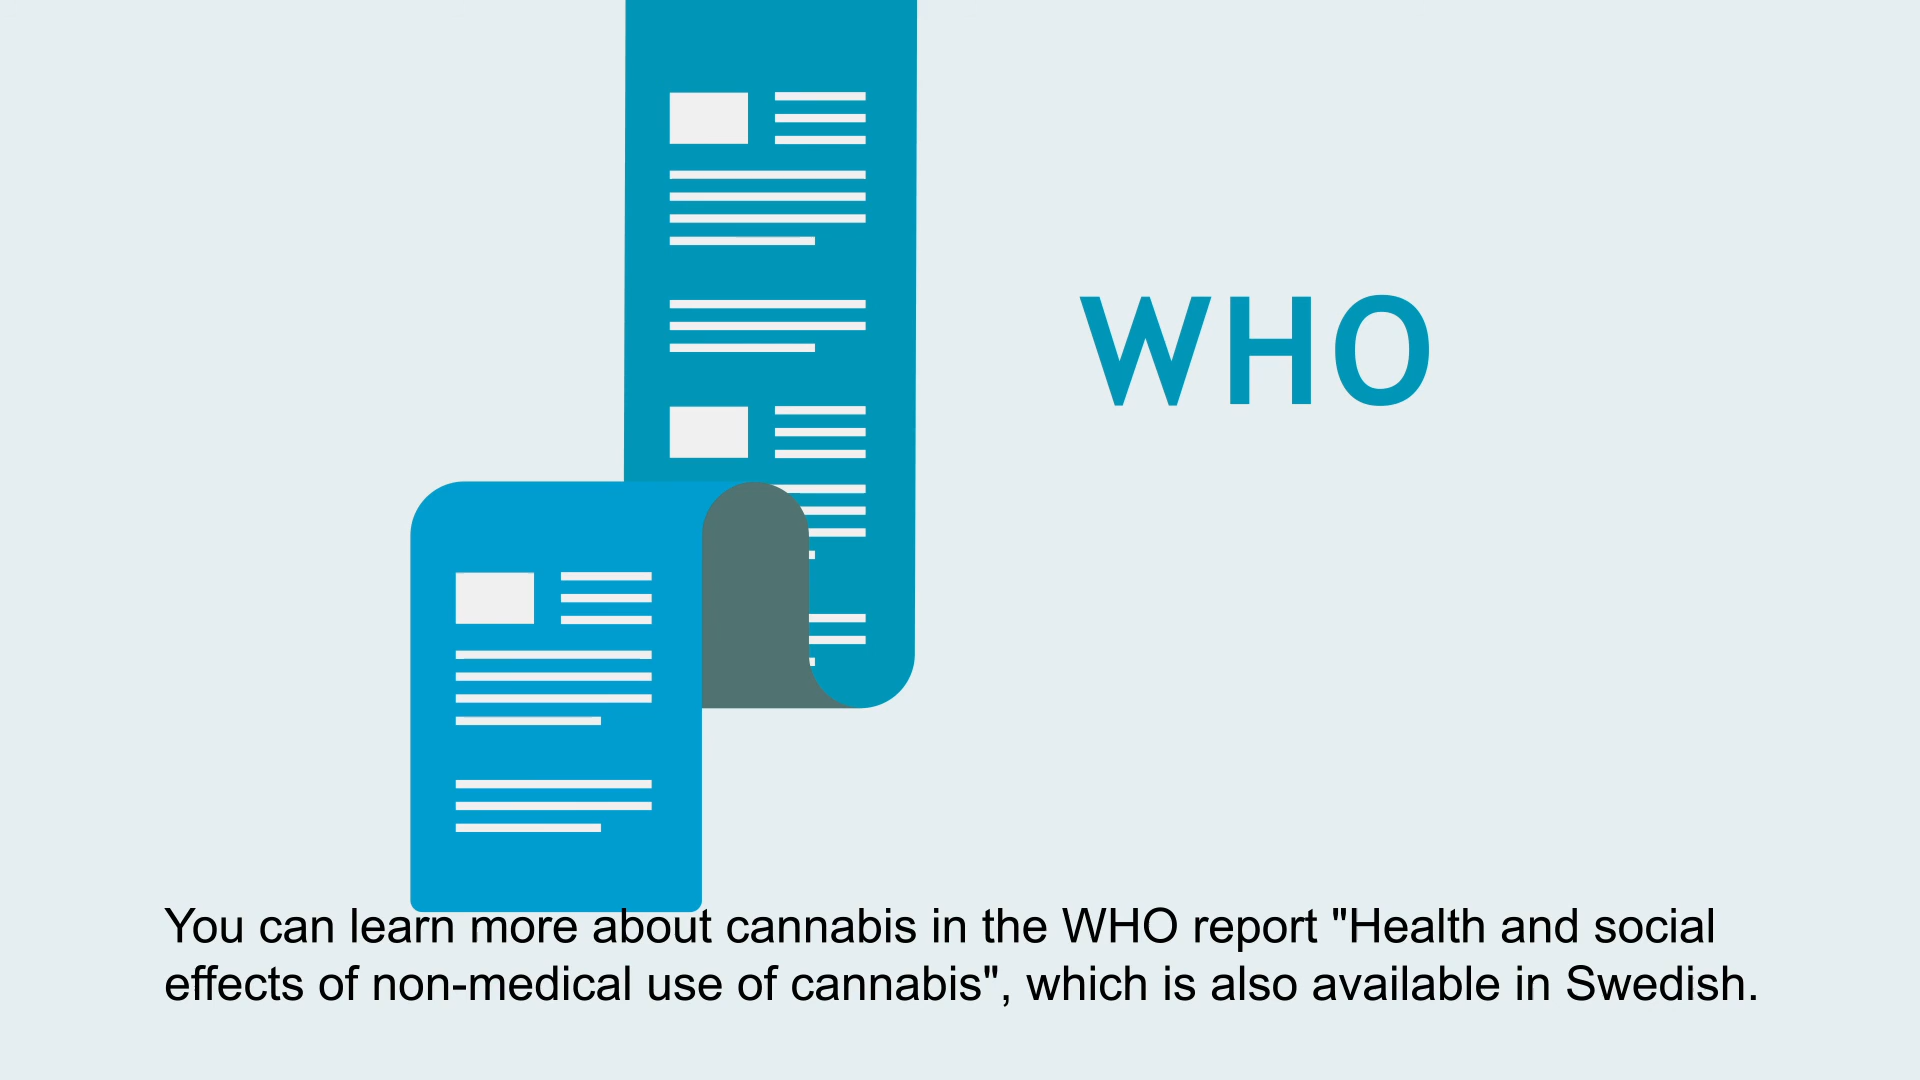 WHO
You can learn more about cannabis in the WHO report "Health and social
effects of non-medical use of cannabis", which is also available in Swedish.